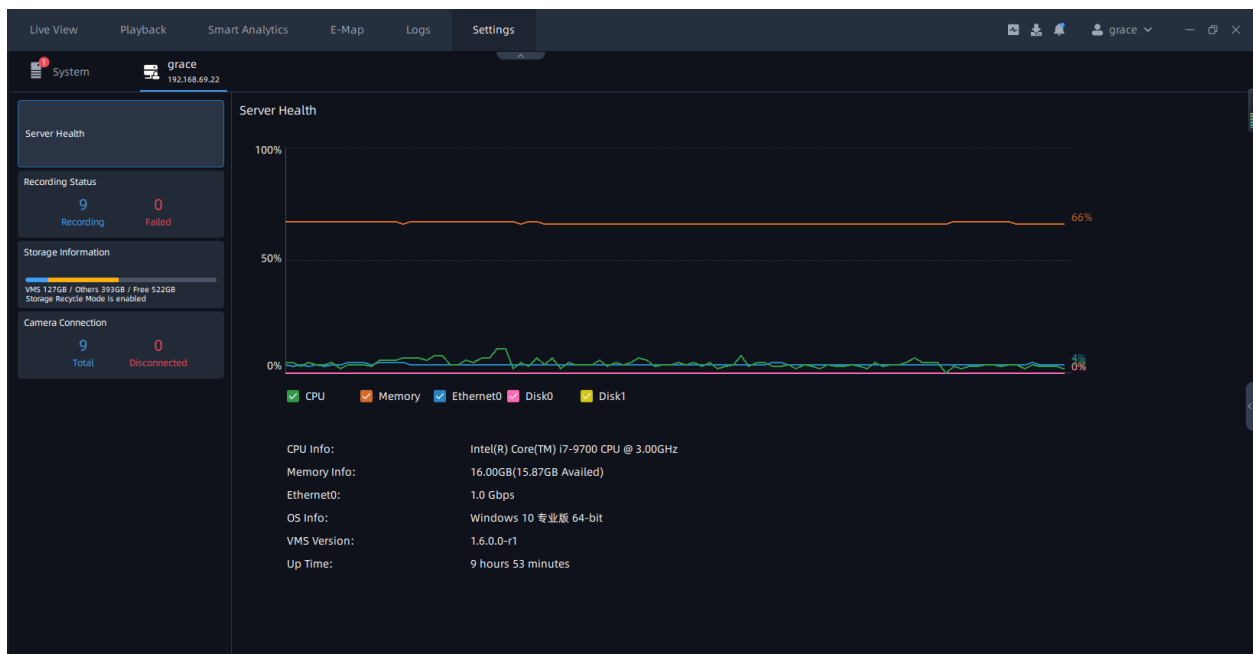 Live View Playback Smart Analytics E-Map Logs Settings grace
1
System
grace
192.168.69.22
Server Health
Recording Status
9 0
Recording Failed
Storage Information
VMS 127GB / Others 393GB / Free 522GB
Storage Recycle Mode is enabled
Camera Connection
9 0
Total Disconnected
Server Health
100%
66%
50%
4%
0%
0%
CPU Memory Ethernet0 Disk0 Disk1
CPU Info: Intel(R) Core(TM) i7-9700 CPU @ 3.00GHz
Memory Info: 16.00GB(15.87GB Availed)
Ethernet0: 1.0 Gbps
OS Info: Windows 10 专业版 64-bit
VMS Version: 1.6.0.0-r1
Up Time: 9 hours 53 minutes